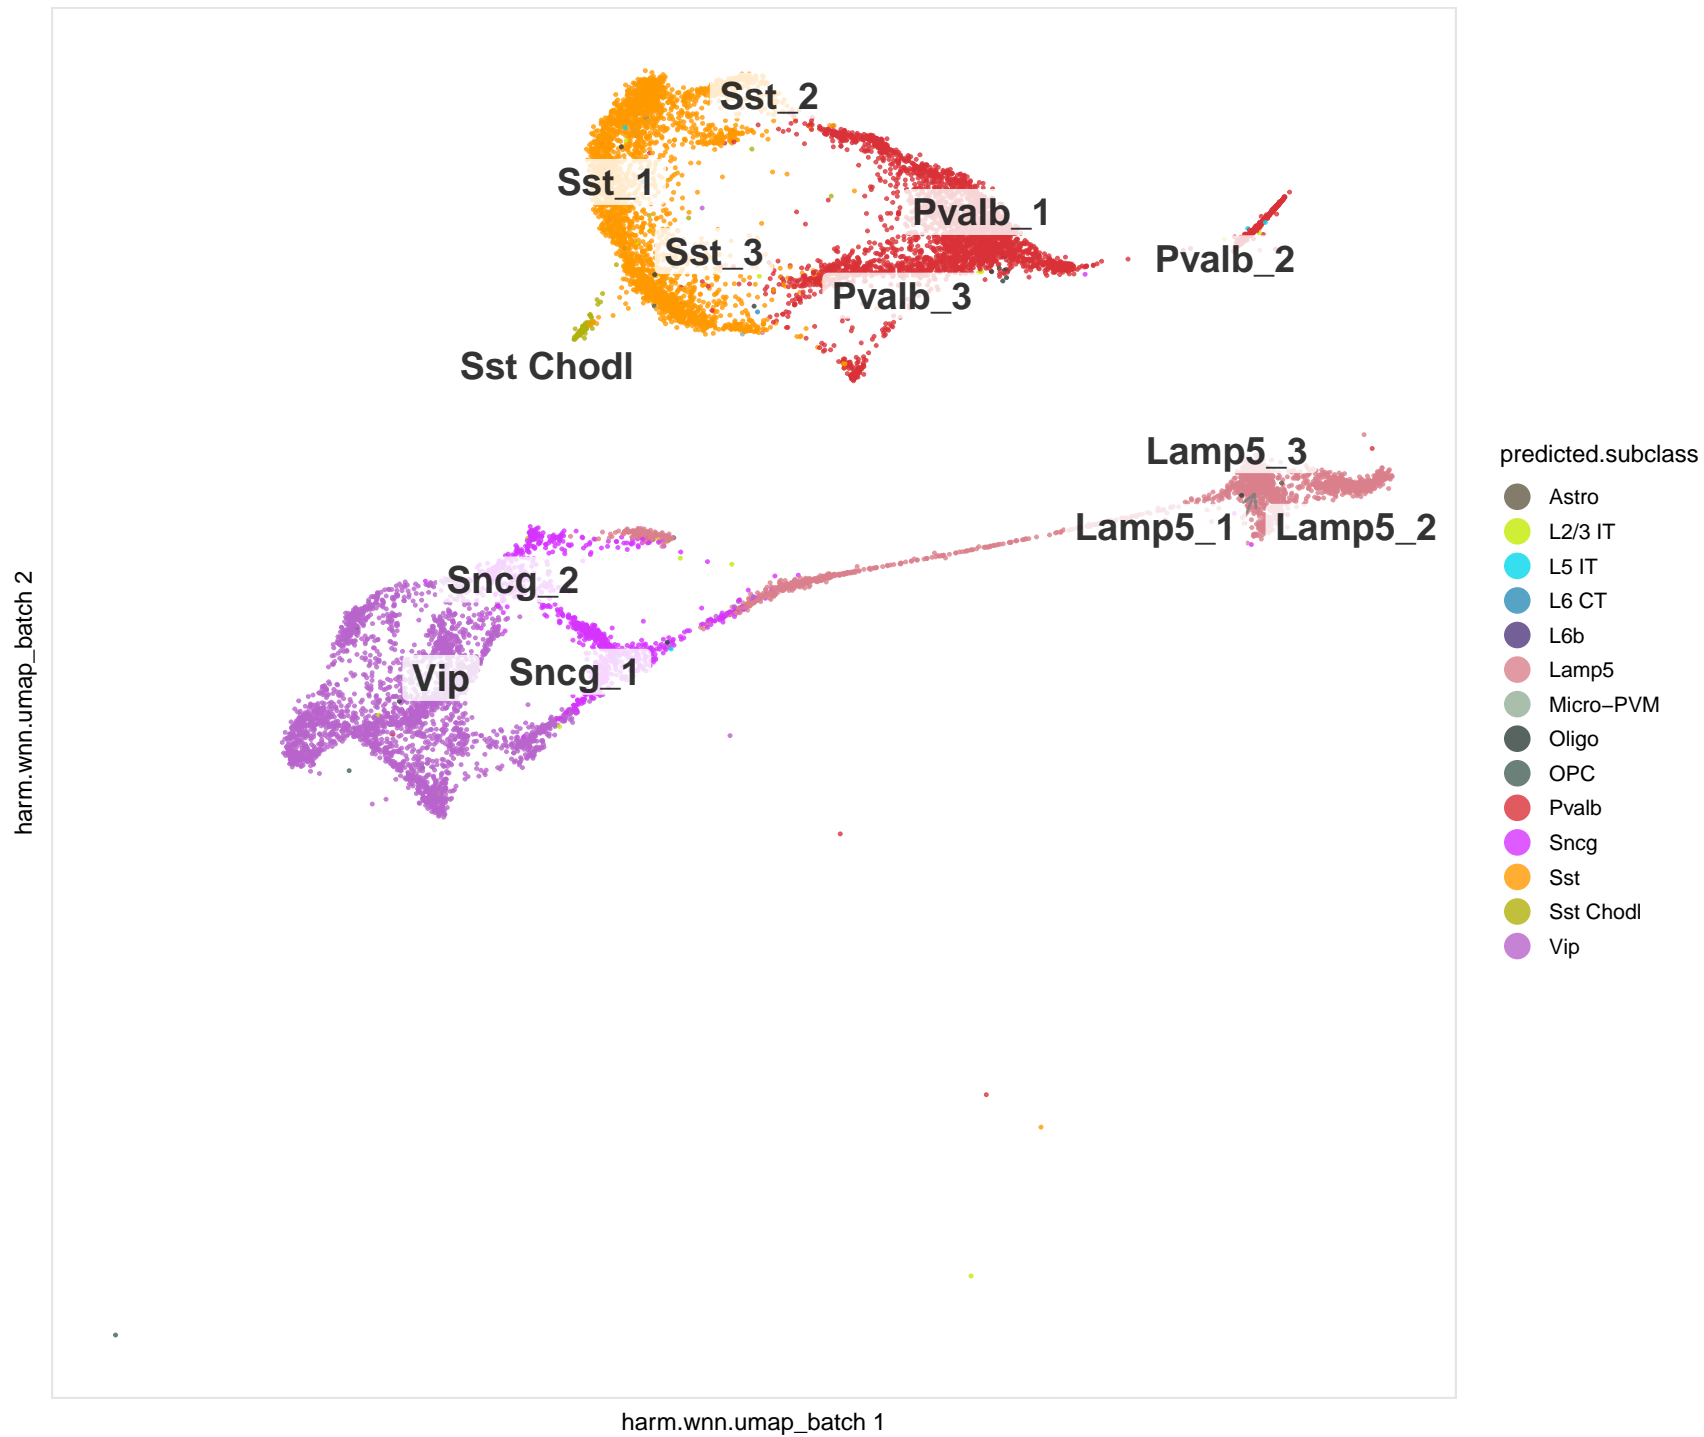 Sst_2
Sst_1
Pvalb_1
Sst_3
Pvalb_2
Pvalb_3
Sst Chodl
Lamp5_3
Lamp5_1
Lamp5_2
Sncg_2
Vip
Sncg_1
harm.wnn.umap_batch 2
harm.wnn.umap_batch 1
predicted.subclass
Astro
L2/3 IT
L5 IT
L6 CT
L6b
Lamp5
Micro−PVM
Oligo
OPC
Pvalb
Sncg
Sst
Sst Chodl
Vip